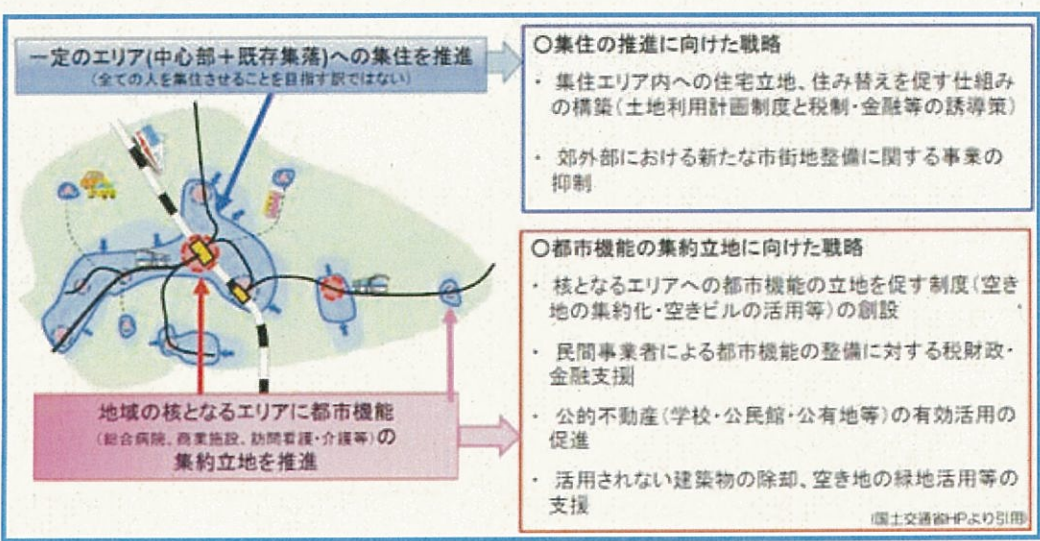 一定のエリア(中心部＋既存集落)への集住を推進
(全ての人を集住させることを目指す訳ではない)
地域の核となるエリアに都市機能
(総合病院、商業施設、訪問看護・介護等)の
集約立地を推進
〇集住の推進に向けた戦略
・ 集住エリア内への住宅立地、住み替えを促す仕組み
の構築(土地利用計画制度と税制・金融等の誘導策)
・ 郊外部における新たな市街地整備に関する事業の
抑制
〇都市機能の集約立地に向けた戦略
・ 核となるエリアへの都市機能の立地を促す制度(空き
地の集約化・空きビルの活用等)の創設
・ 民間事業者による都市機能の整備に対する税財政・
金融支援
・ 公的不動産(学校・公民館・公有地等)の有効活用の
促進
・ 活用されない建築物の除却、空き地の緑地活用等の
支援
(国土交通省HPより引用)